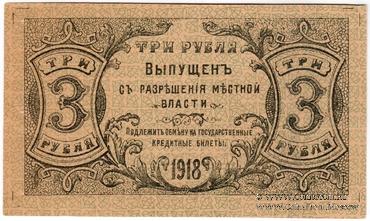 ТРИ РУБЛЯ
ТРИ
3
РУБЛЯ
ВЫПУЩЕНЪ
СЪ РАЗРѢШЕНІЯ МѢСТНОЙ
ВЛАСТИ
ПОДЛЕЖИТЪ ОБМѢНУ НА ГОСУДАРСТВЕННЫЕ
КРЕДИТНЫЕ БИЛЕТЫ.
1918
ТРИ
3
РУБЛЯ